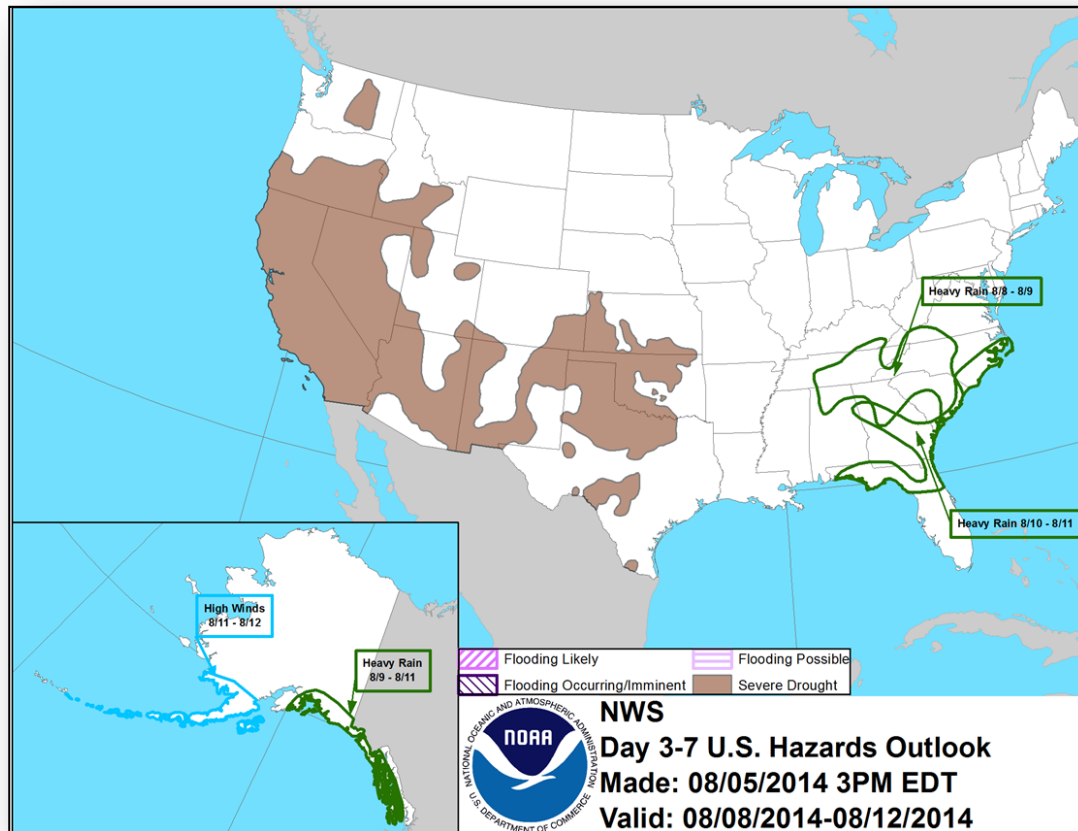 Heavy Rain 8/8 - 8/9
Heavy Rain 8/10 - 8/11
High Winds
8/11 - 8/12
Heavy Rain
8/9 - 8/11
Flooding Likely
Flooding Possible
Flooding Occurring/Imminent
Severe Drought
NATIONAL OCEANIC AND ATMOSPHERIC ADMINISTRATION
NOAA
U.S. DEPARTMENT OF COMMERCE
NWS
Day 3-7 U.S. Hazards Outlook
Made: 08/05/2014 3PM EDT
Valid: 08/08/2014-08/12/2014